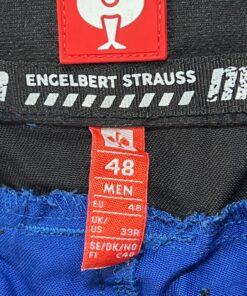 ENGELBERT STRAUSS
48
MEN
EU 48
UK/
US 33R
SE/DK/NO
FI C48